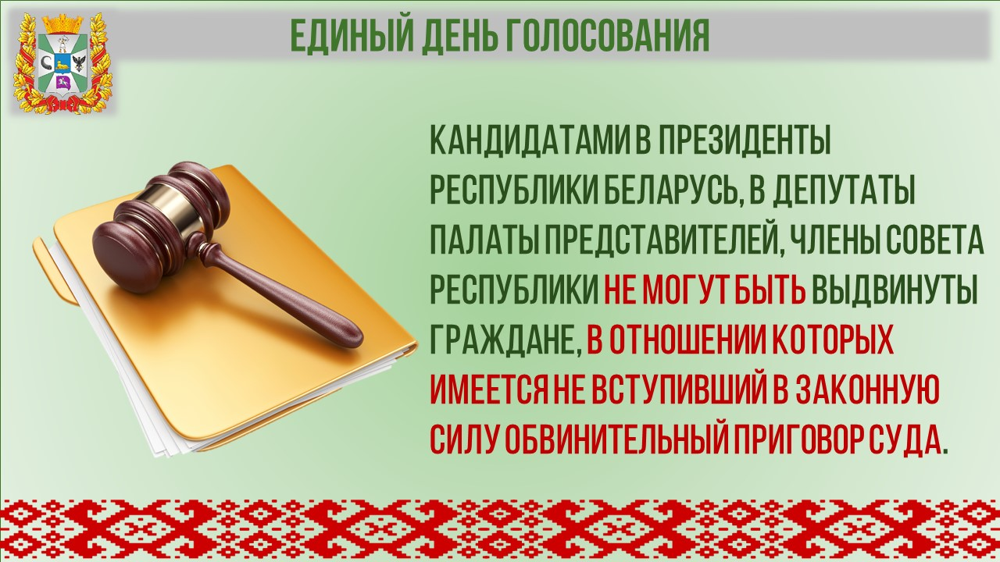 ЕДИНЫЙ ДЕНЬ ГОЛОСОВАНИЯ
КАНДИДАТАМИ В ПРЕЗИДЕНТЫ
РЕСПУБЛИКИ БЕЛАРУСЬ, В ДЕПУТАТЫ
ПАЛАТЫ ПРЕДСТАВИТЕЛЕЙ, ЧЛЕНЫ СОВЕТА
РЕСПУБЛИКИ НЕ МОГУТ БЫТЬ ВЫДВИНУТЫ
ГРАЖДАНЕ, В ОТНОШЕНИИ КОТОРЫХ
ИМЕЕТСЯ НЕ ВСТУПИВШИЙ В ЗАКОННУЮ
СИЛУ ОБВИНИТЕЛЬНЫЙ ПРИГОВОР СУДА.